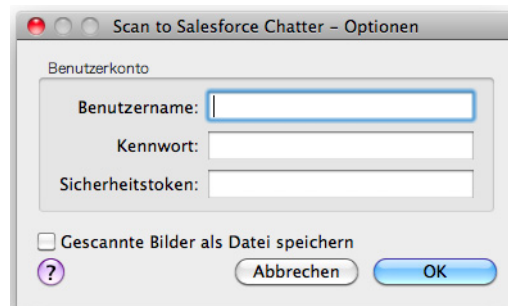 Scan to Salesforce Chatter – Optionen
Benutzerkonto
Benutzername:
Kennwort:
Sicherheitstoken:
Gescannte Bilder als Datei speichern
? Abbrechen OK